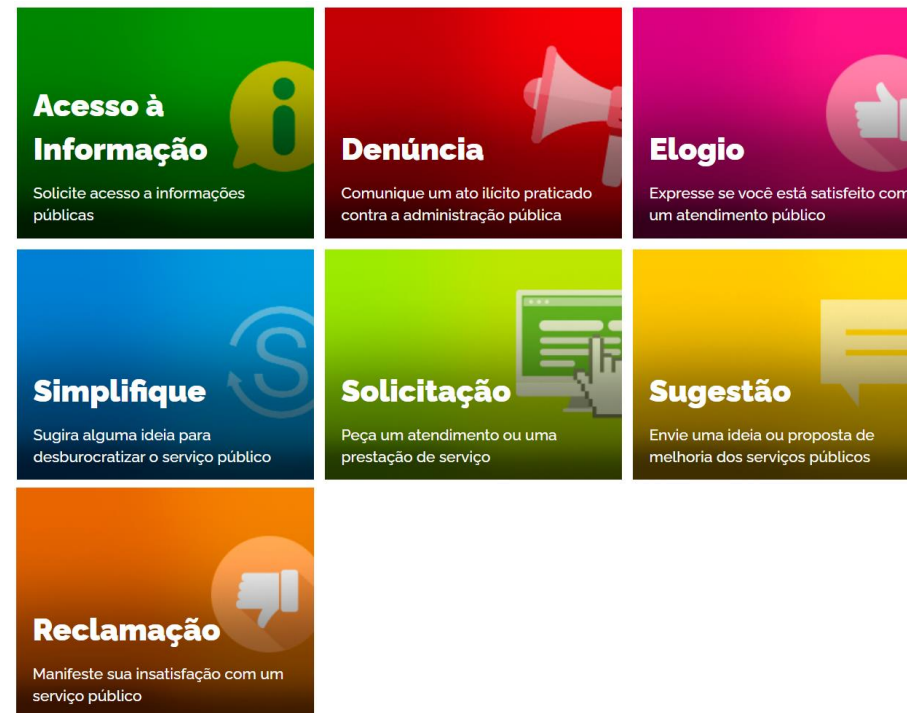 Acesso à
Informação
Solicite acesso a informações
públicas
Denúncia
Comunique um ato ilícito praticado
contra a administração pública
Elogio
Expresse se você está satisfeito com
um atendimento público
Simplifique
Sugira alguma ideia para
desburocratizar o serviço público
Solicitação
Peça um atendimento ou uma
prestação de serviço
Sugestão
Envie uma ideia ou proposta de
melhoria dos serviços públicos
Reclamação
Manifeste sua insatisfação com um
serviço público